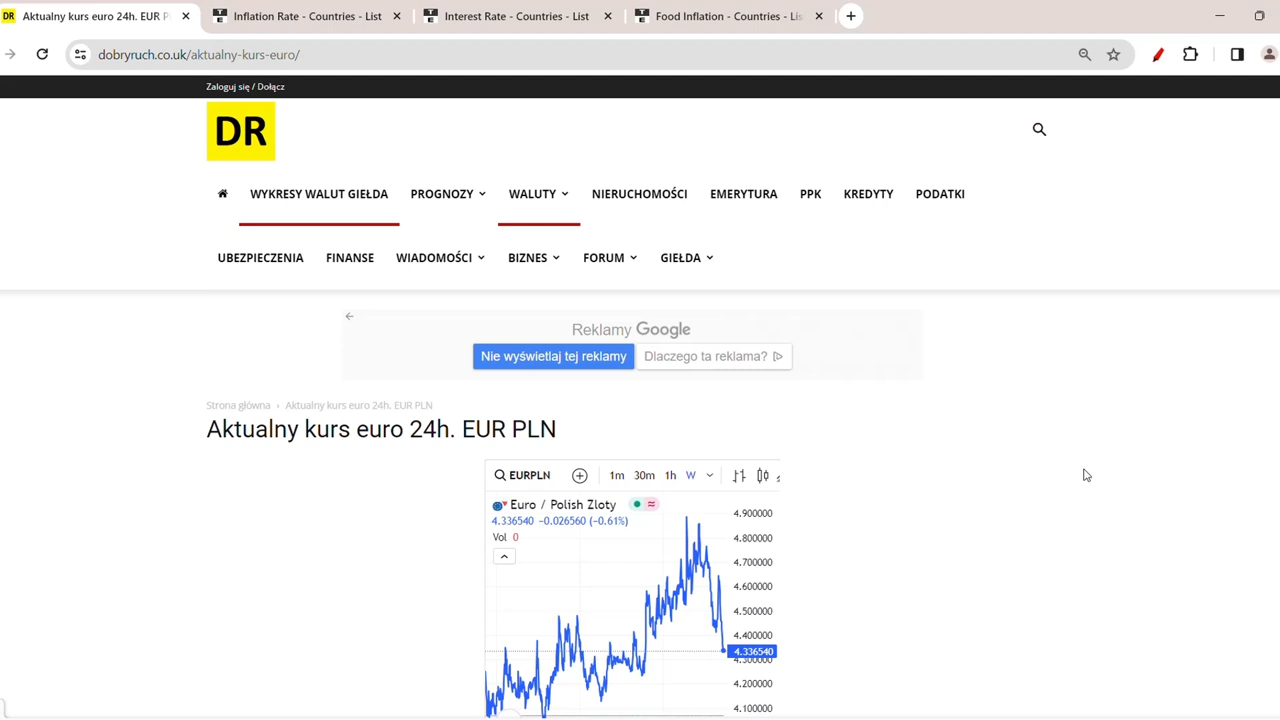 DR Aktualny kurs euro 24h. EUR P
TE Inflation Rate - Countries - List
TE Interest Rate - Countries - List
TE Food Inflation - Countries - Lis
dobryruch.co.uk/aktualny-kurs-euro/
Zaloguj się / Dołącz
DR
WYKRESY WALUT GIEŁDA PROGNOZY WALUTY NIERUCHOMOŚCI EMERYTURA PPK KREDYTY PODATKI
UBEZPIECZENIA FINANSE WIADOMOŚCI BIZNES FORUM GIEŁDA
Reklamy Google
Nie wyświetlaj tej reklamy Dlaczego ta reklama?
Strona główna › Aktualny kurs euro 24h. EUR PLN
Aktualny kurs euro 24h. EUR PLN
EURPLN 1m 30m 1h W
Euro / Polish Zloty
4.336540 −0.026560 (−0.61%)
Vol 0
4.900000
4.800000
4.700000
4.600000
4.500000
4.400000
4.336540
4.300000
4.200000
4.100000